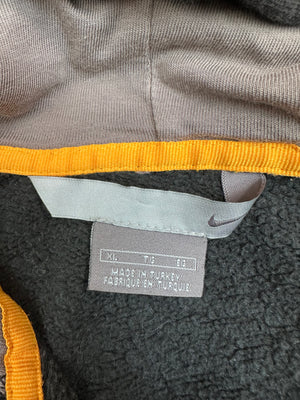 XL TG EG
MADE IN TURKEY
FABRIQUE EN TURQUIE